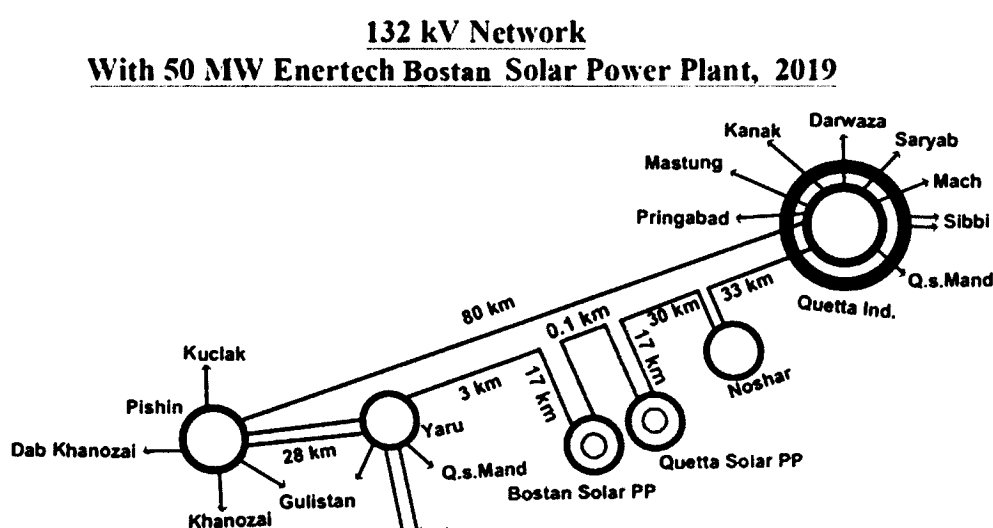 132 kV Network
With 50 MW Enertech Bostan Solar Power Plant, 2019
Darwaza
Kanak
Saryab
Mastung
Mach
Pringabad
Sibbi
Q.s.Mand
Quetta Ind.
33 km
30 km
80 km
0.1 km
17 km
Noshar
Kuclak
3 km
17 km
Pishin
Yaru
Dab Khanozai
28 km
Q.s.Mand
Quetta Solar PP
Bostan Solar PP
Gulistan
Khanozai